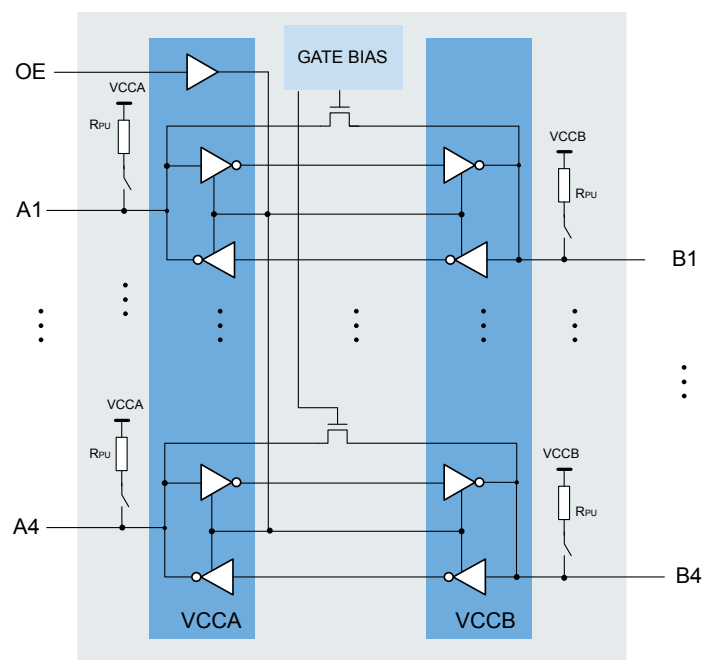 OE
GATE BIAS
VCCA
RPU
VCCB
RPU
A1
B1
VCCA
RPU
VCCB
RPU
A4
B4
VCCA
VCCB